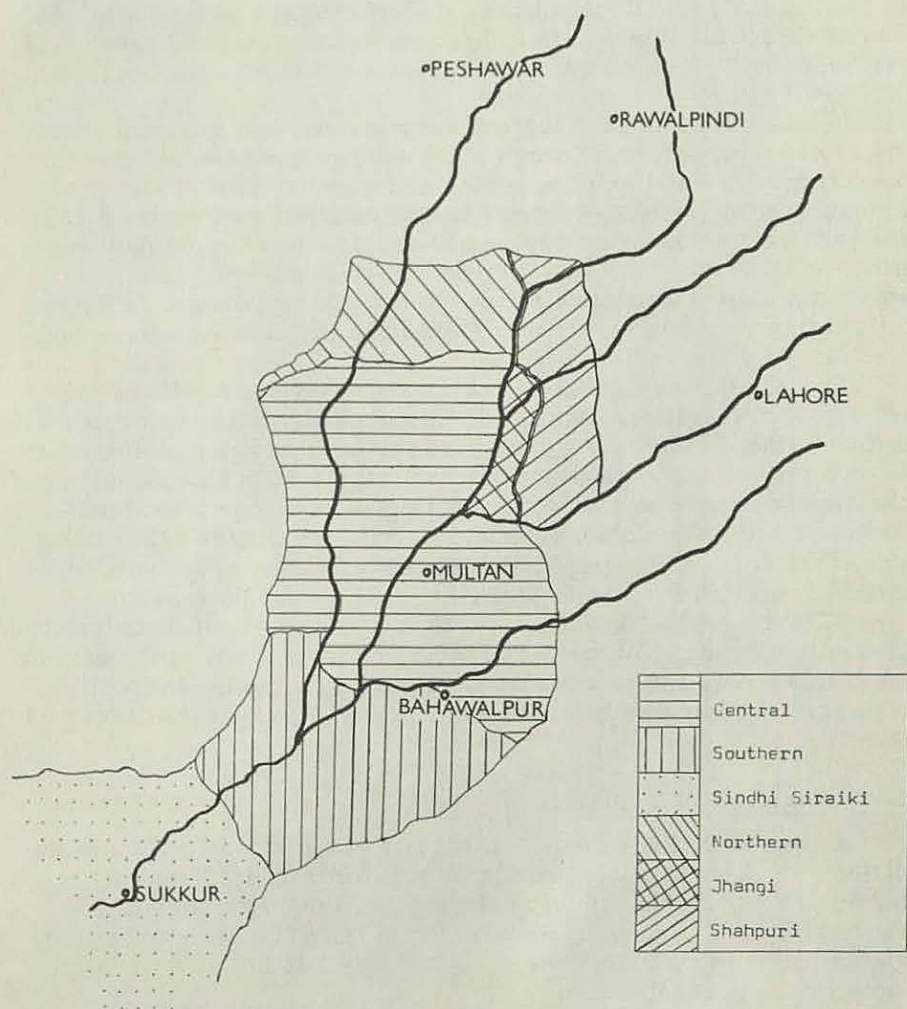 PESHAWAR
RAWALPINDI
LAHORE
MULTAN
BAHAWALPUR
SUKKUR
Central
Southern
Sindhi Siraiki
Northern
Jhangi
Shahpuri